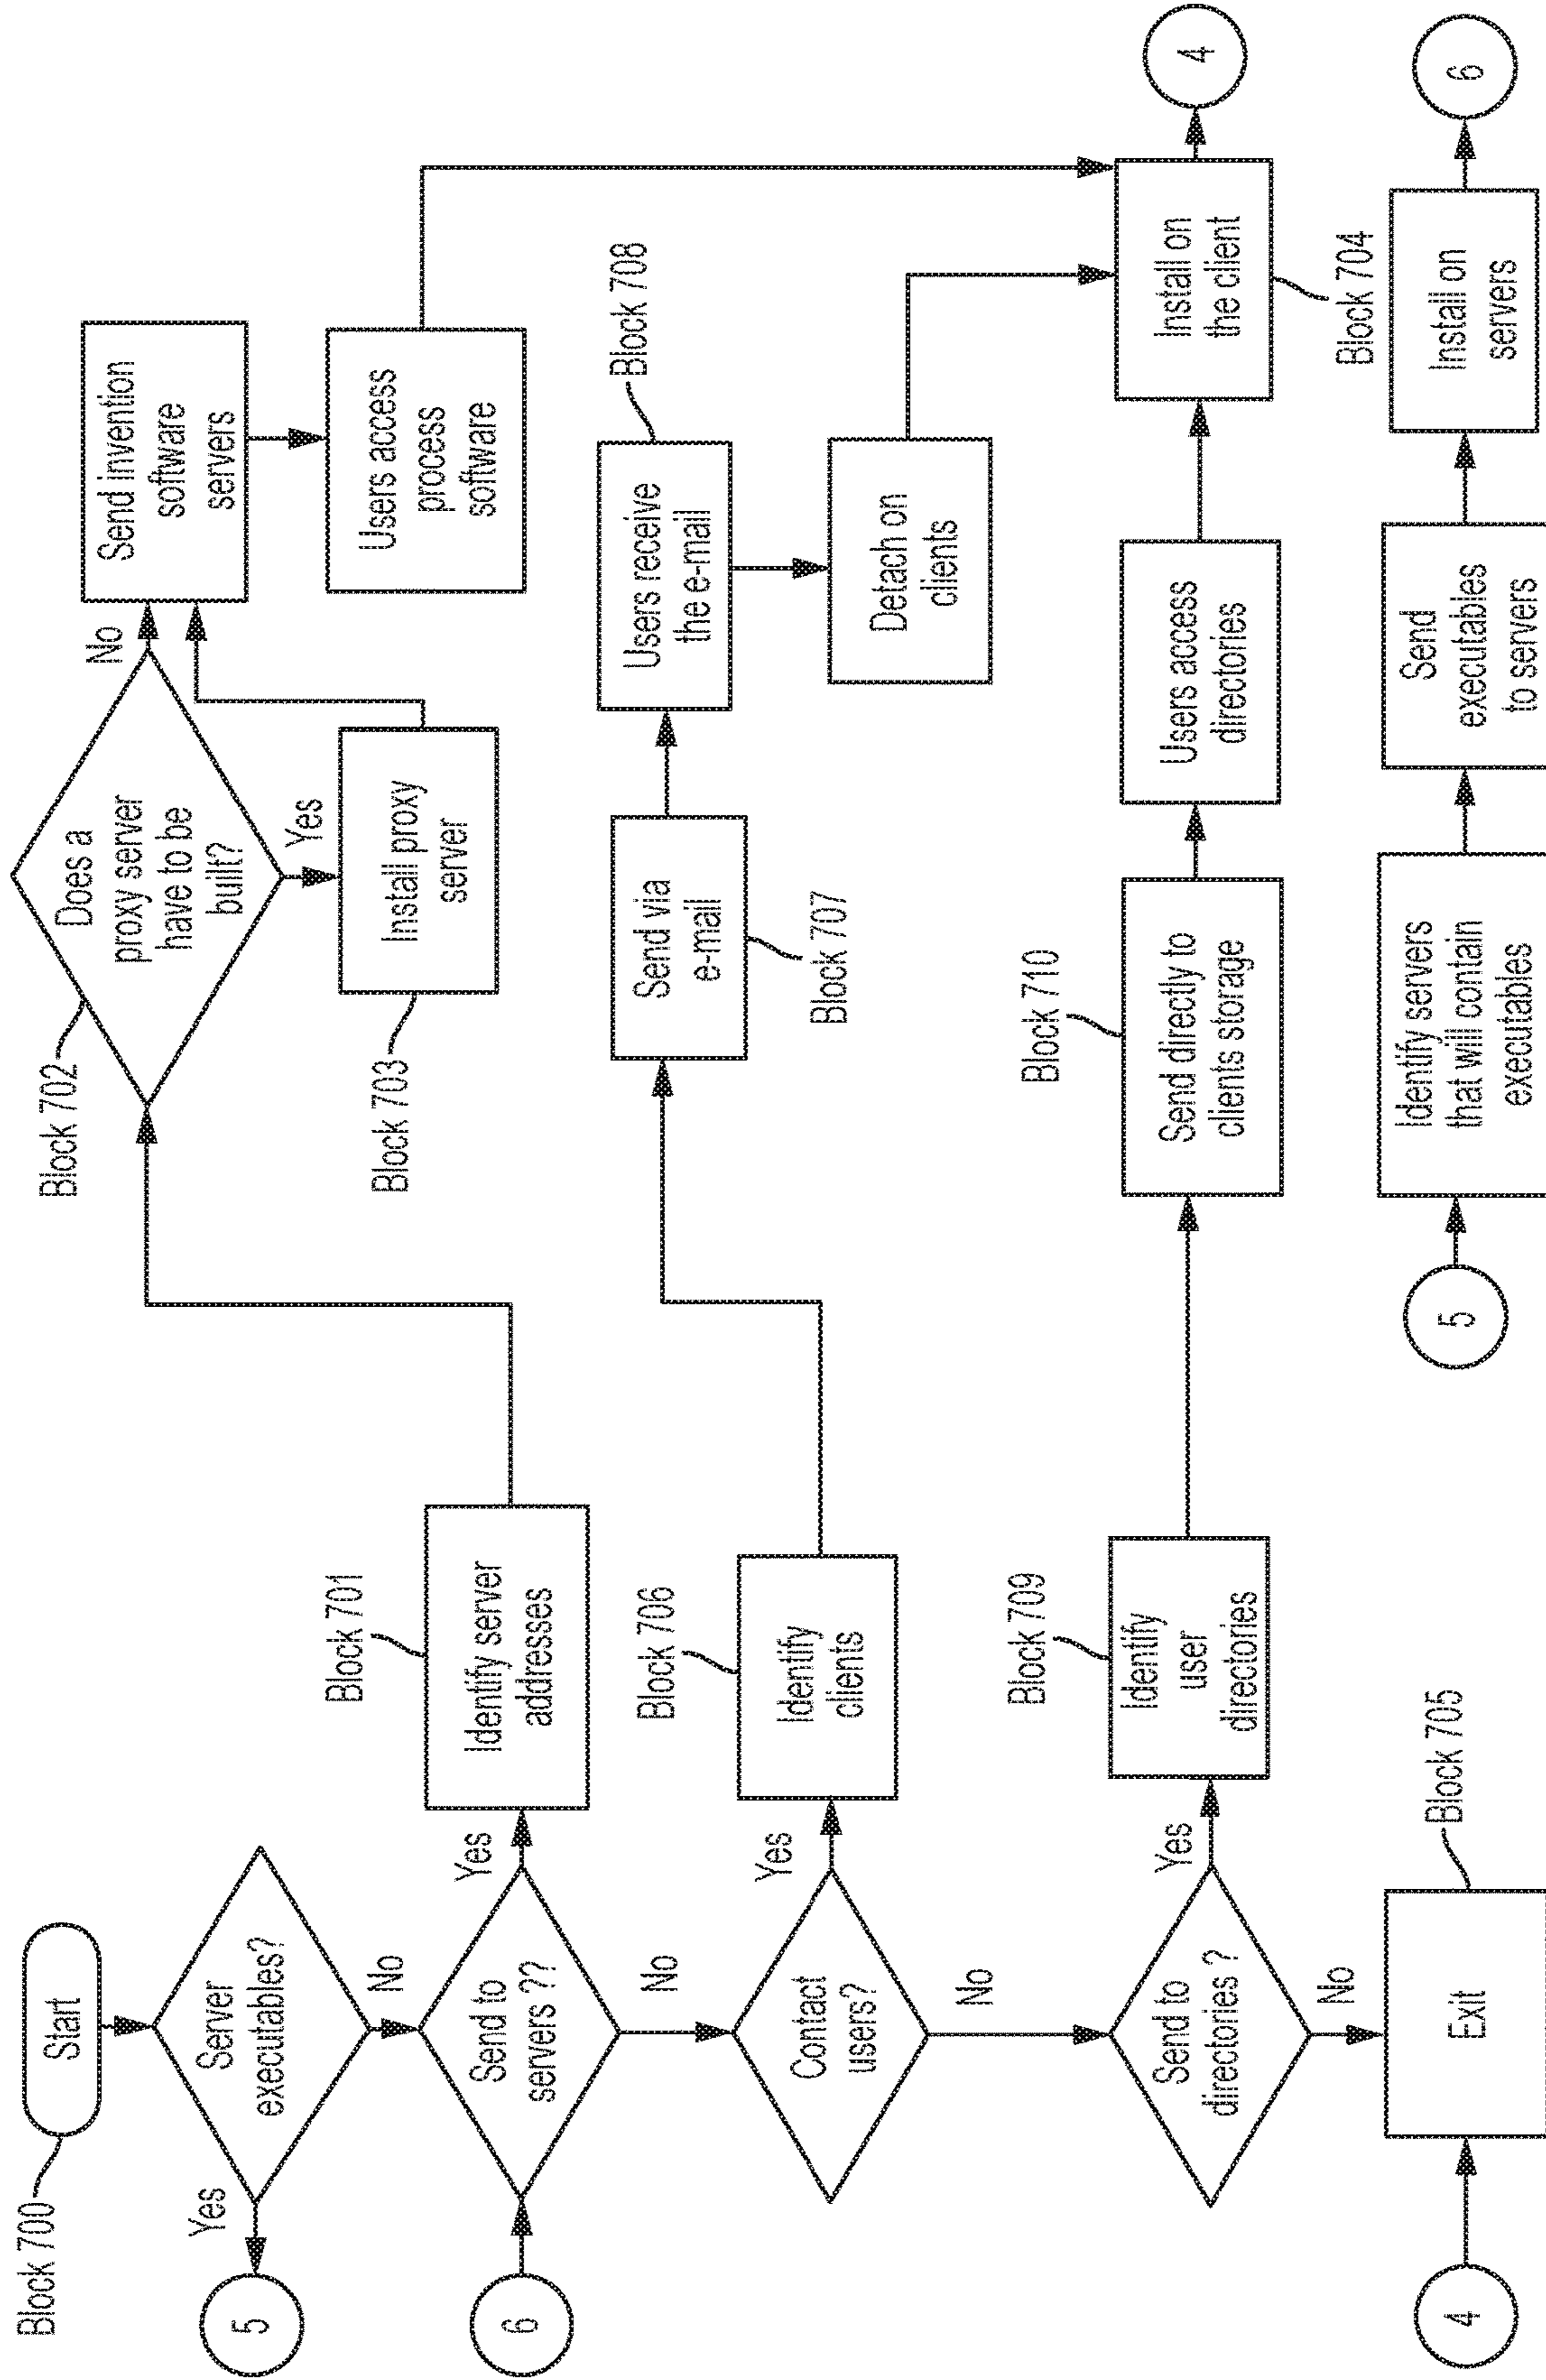 Block 700
Start
Server
executables?
Yes
No
5
6
Send to
servers ??
Yes
No
Block 701
Identify server
addresses
Block 702
Does a
proxy server
have to be
built?
No
Yes
Block 703
Install proxy
server
Send invention
software
servers
Users access
process
software
Contact
users?
Yes
No
Block 706
Identify
clients
Send via
e-mail
Block 707
Block 708
Users receive
the e-mail
Detach on
clients
Send to
directories ?
Yes
No
Block 709
Identify
user
directories
Block 710
Send directly to
clients storage
Users access
directories
Install on
the client
Block 704
4
4
Exit
Block 705
5
Identify servers
that will contain
executables
Send
executables
to servers
Install on
servers
6